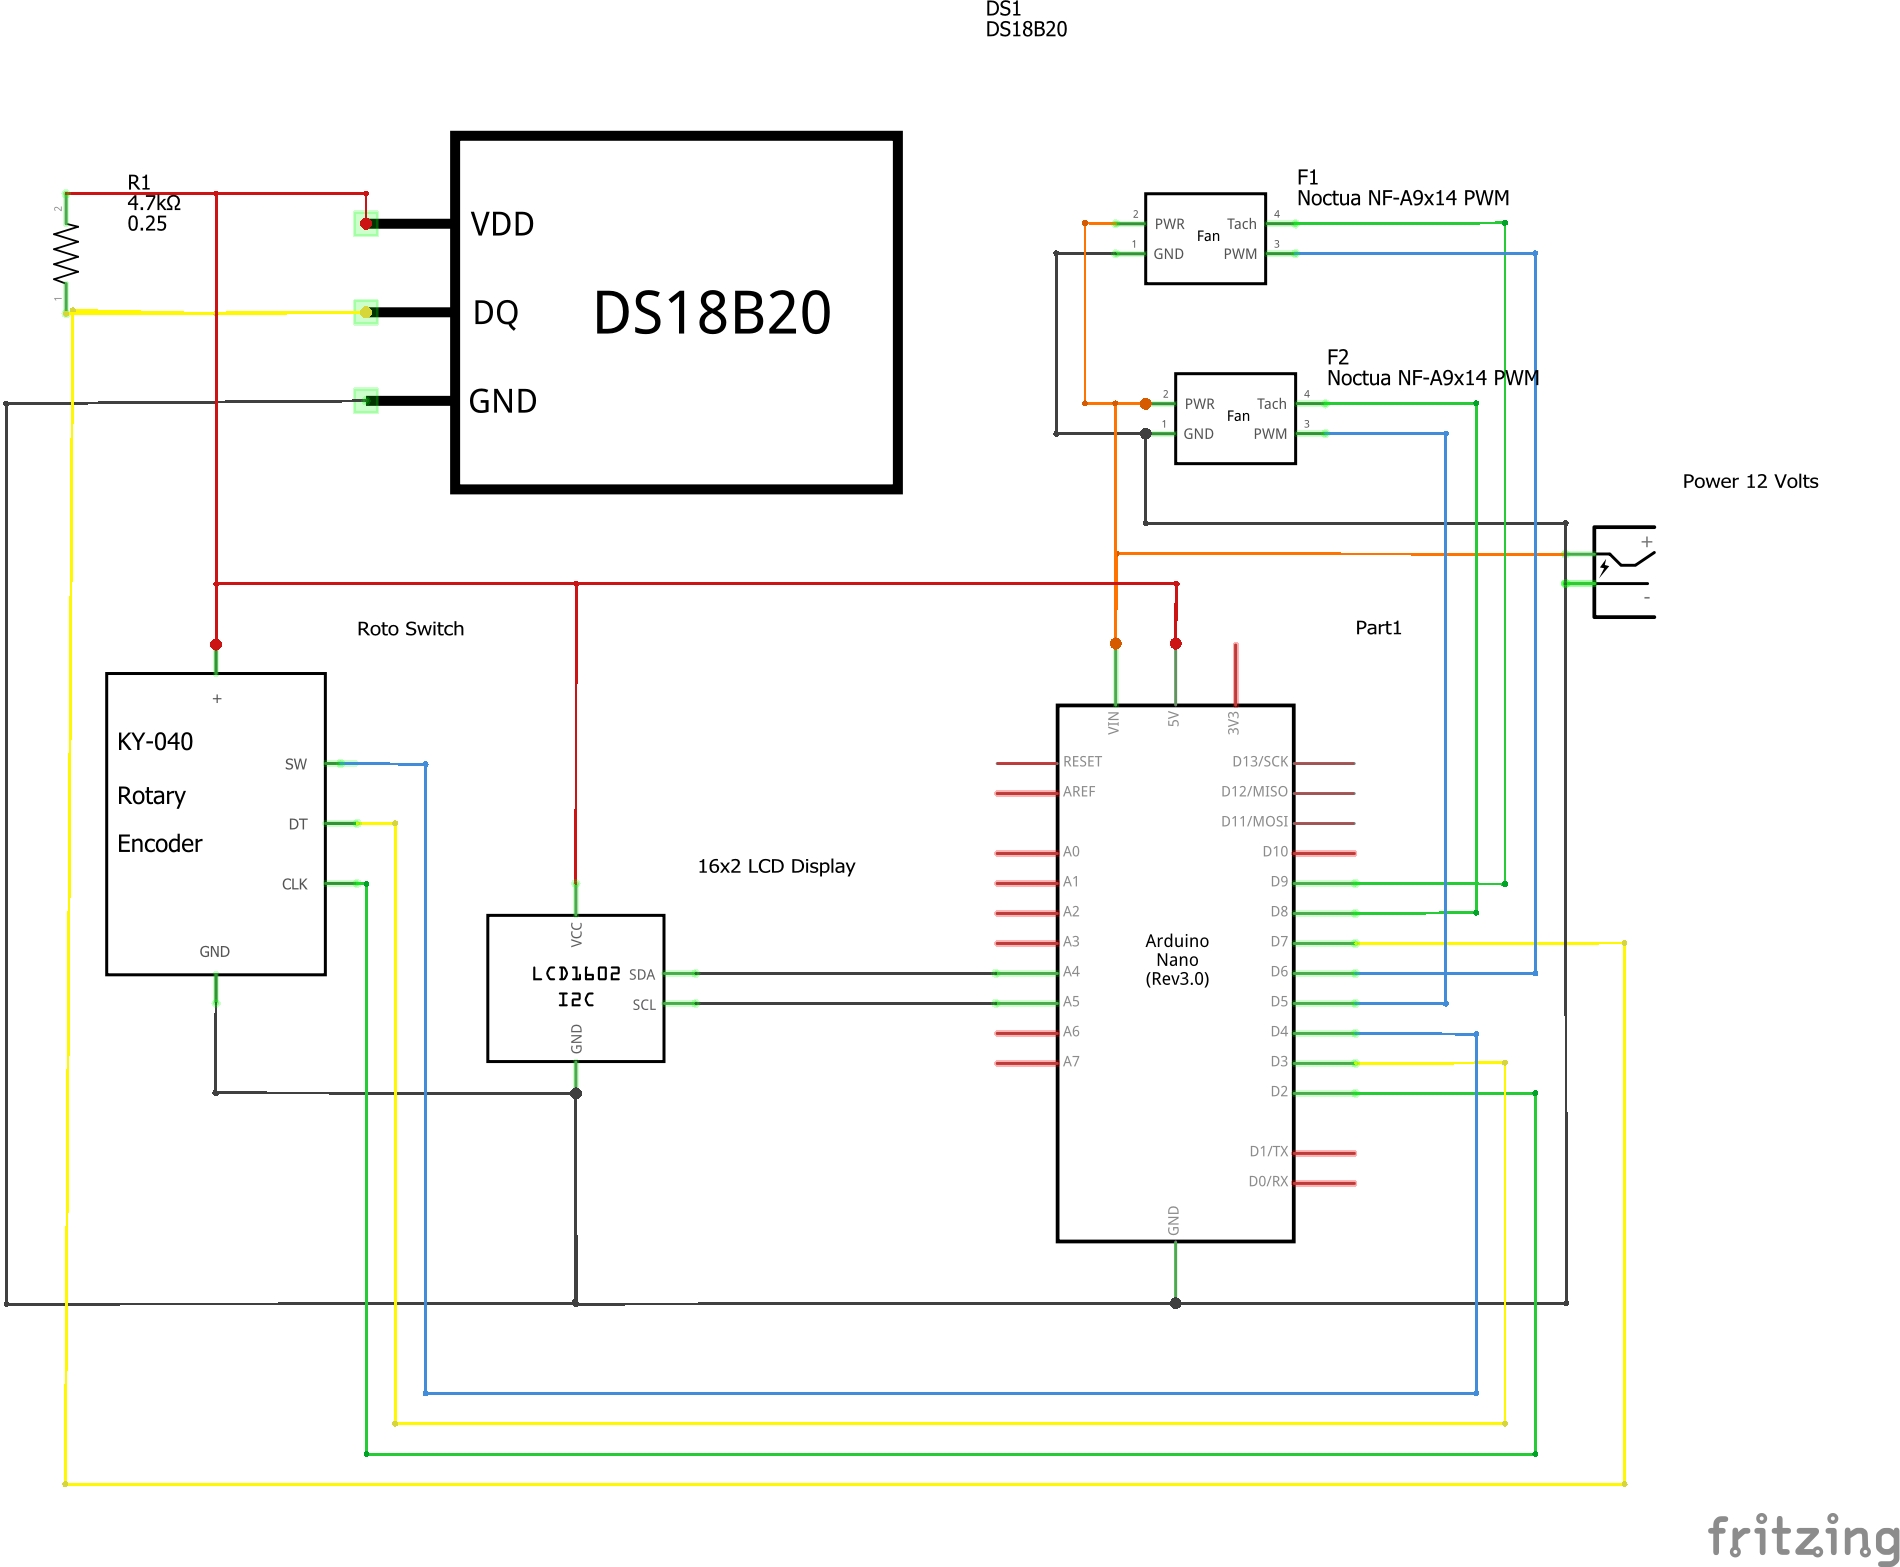 DS1
DS18B20
R1
4.7kΩ
0.25
2
1
VDD
DQ
GND
DS18B20
F1
Noctua NF-A9x14 PWM
2
PWR
1
GND
Fan
Tach
4
PWM
3
F2
Noctua NF-A9x14 PWM
2
PWR
1
GND
Fan
Tach
4
PWM
3
Power 12 Volts
+
-
Roto Switch
+
KY-040
Rotary
Encoder
SW
DT
CLK
GND
16x2 LCD Display
VCC
LCD1602
I2C
SDA
SCL
GND
Part1
VIN
5V
3V3
RESET
AREF
A0
A1
A2
A3
A4
A5
A6
A7
Arduino
Nano
(Rev3.0)
D13/SCK
D12/MISO
D11/MOSI
D10
D9
D8
D7
D6
D5
D4
D3
D2
D1/TX
D0/RX
GND
fritzing